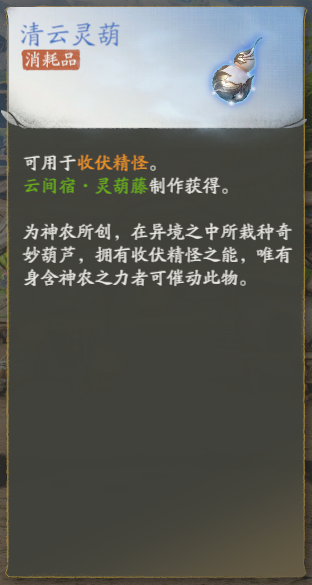 清云灵葫
消耗品
可用于收伏精怪。
云间宿·灵葫藤制作获得。
为神农所创，在异境之中所栽种奇
妙葫芦，拥有收伏精怪之能，唯有
身含神农之力者可催动此物。